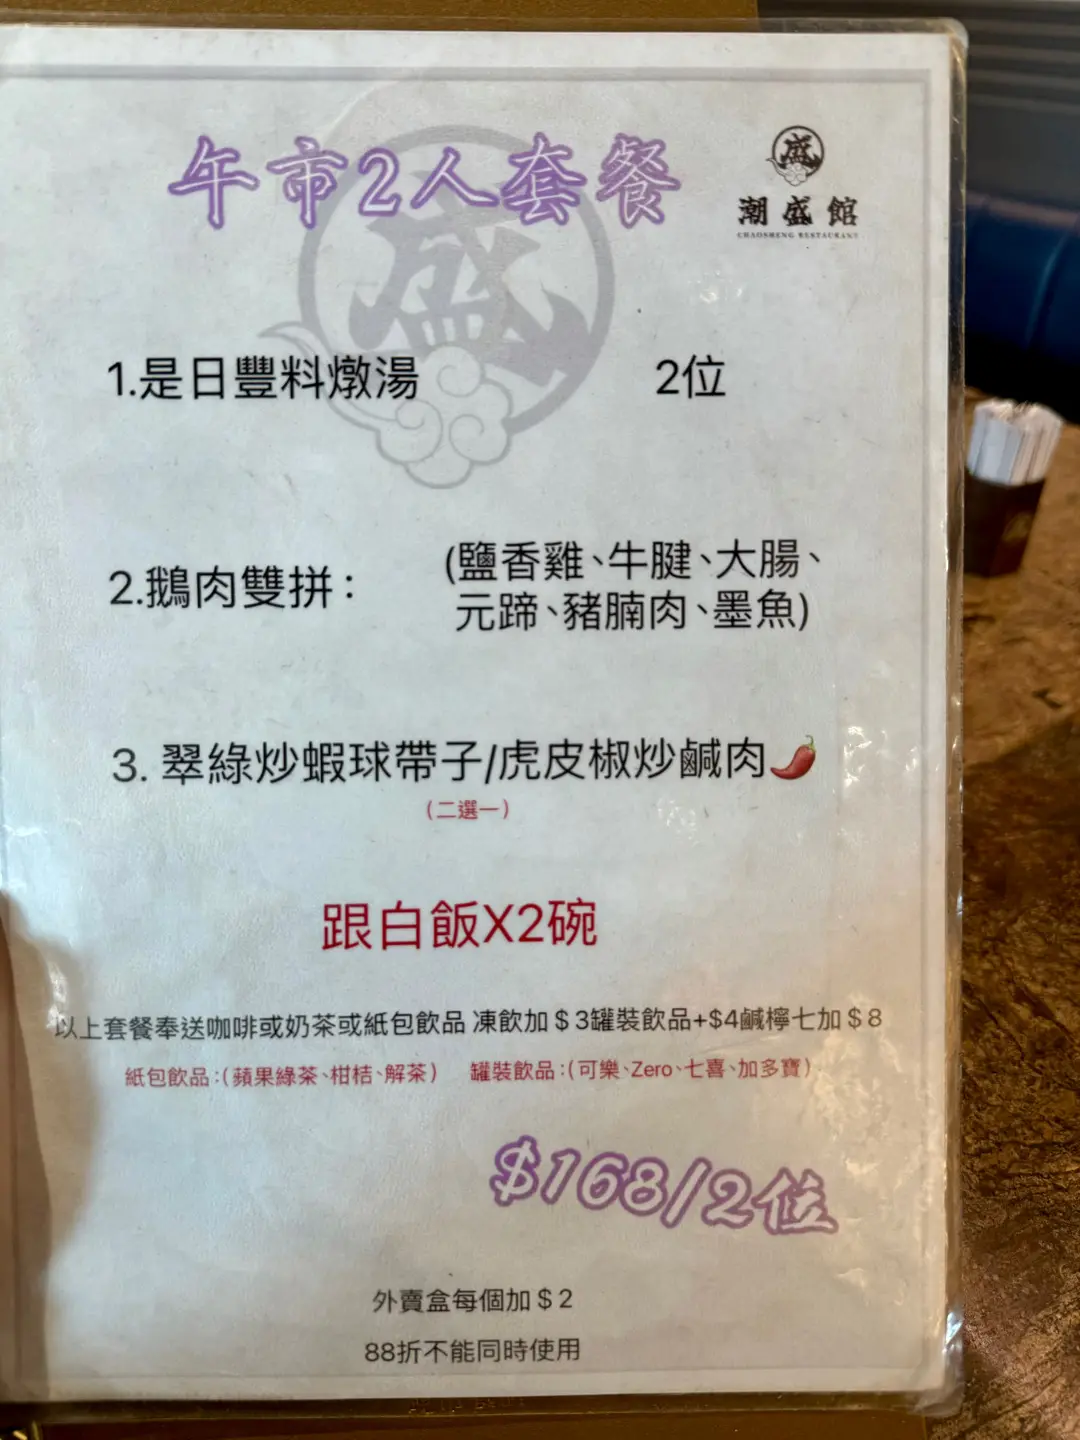 午市2人套餐
盛
潮盛館
CHAOSHENG RESTAURANT
盛
1.是日豐料燉湯 2位
2.鵝肉雙拼： (鹽香雞、牛腱、大腸、
元蹄、豬腩肉、墨魚)
3. 翠綠炒蝦球帶子/虎皮椒炒鹹肉🌶️
(二選一)
跟白飯X2碗
以上套餐奉送咖啡或奶茶或紙包飲品 凍飲加＄3罐裝飲品+$4鹹檸七加＄8
紙包飲品：(蘋果綠茶、柑桔、解茶) 罐裝飲品：(可樂、Zero、七喜、加多寶)
$168/2位
外賣盒每個加＄2
88折不能同時使用